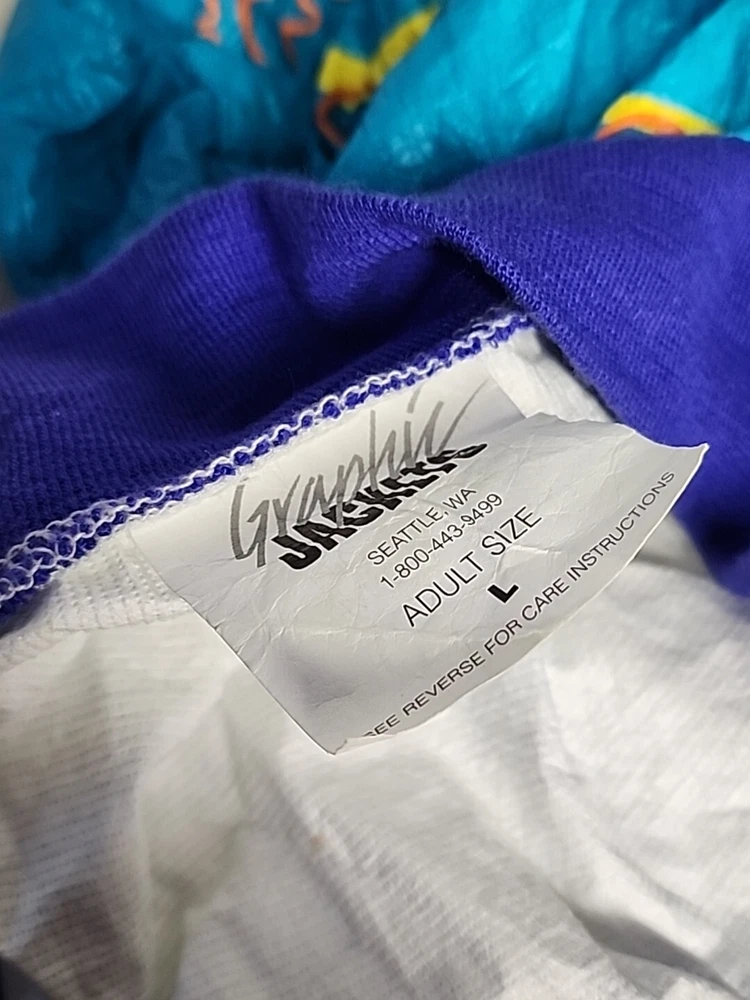 Graphic
JACKETS
SEATTLE, WA
1-800-443-9499
ADULT SIZE
L
SEE REVERSE FOR CARE INSTRUCTIONS